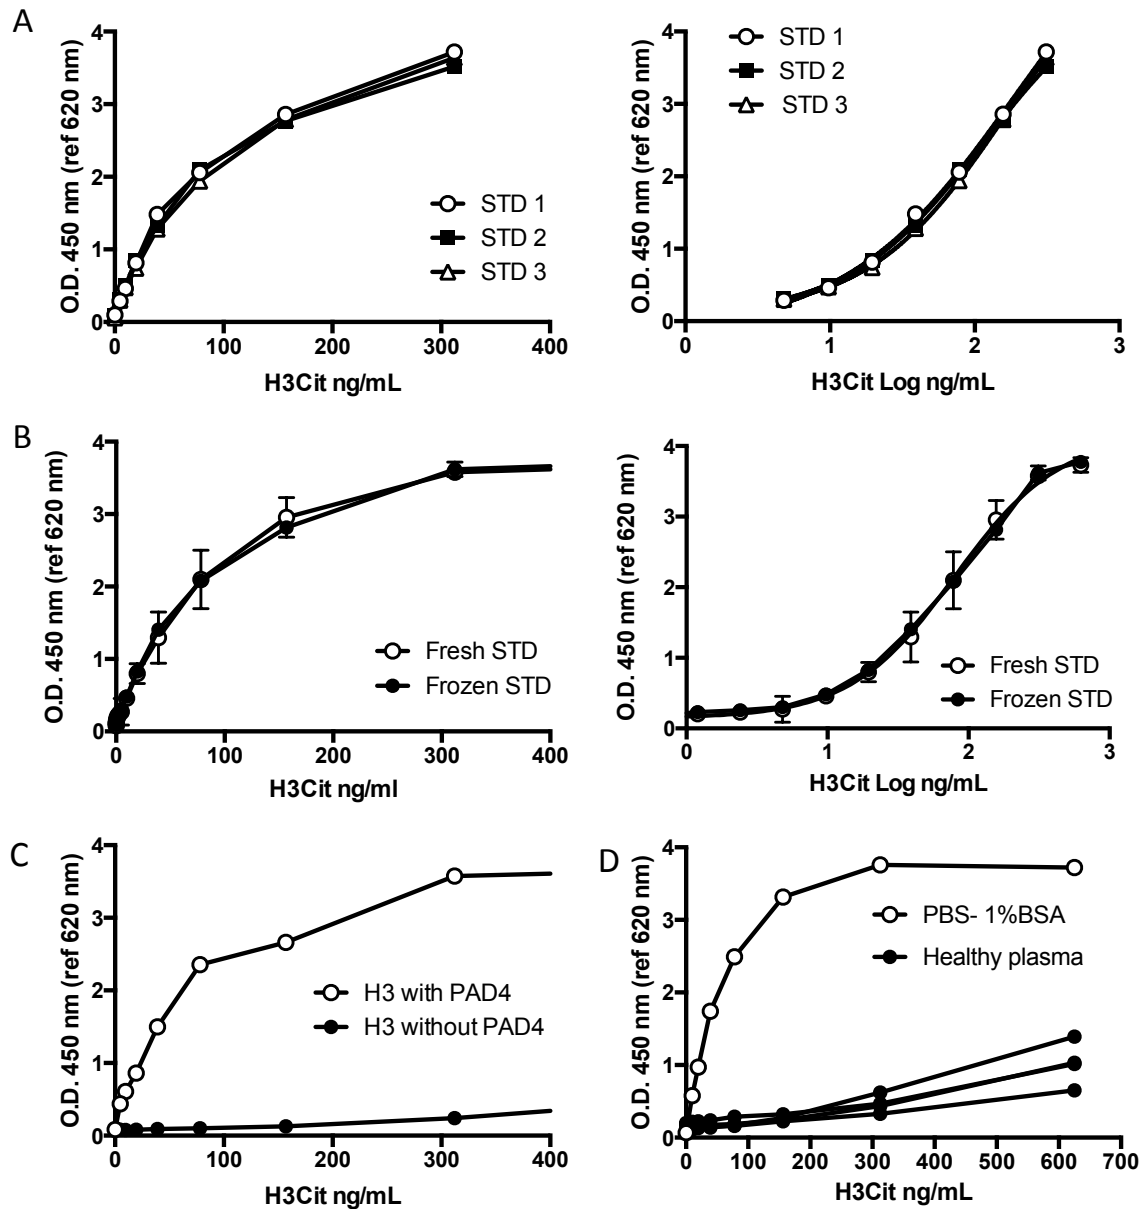 A
O.D. 450 nm (ref 620 nm)
4
3
2
1
0
STD 1
STD 2
STD 3
0 100 200 300 400
H3Cit ng/mL
O.D. 450 nm (ref 620 nm)
4
3
2
1
0
STD 1
STD 2
STD 3
0 1 2 3
H3Cit Log ng/mL
B
O.D. 450 nm (ref 620 nm)
4
3
2
1
0
Fresh STD
Frozen STD
0 100 200 300 400
H3Cit ng/ml
O.D. 450 nm (ref 620 nm)
4
3
2
1
0
Fresh STD
Frozen STD
0 1 2 3
H3Cit Log ng/mL
C
O.D. 450 nm (ref 620 nm)
4
3
2
1
0
H3 with PAD4
H3 without PAD4
0 100 200 300 400
H3Cit ng/mL
D
O.D. 450 nm (ref 620 nm)
4
3
2
1
0
PBS- 1%BSA
Healthy plasma
0 100 200 300 400 500 600 700
H3Cit ng/mL